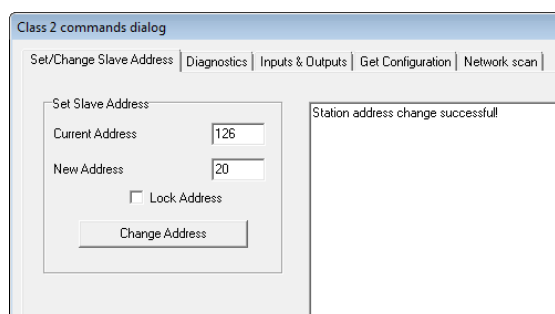 Class 2 commands dialog
Set/Change Slave Address Diagnostics Inputs & Outputs Get Configuration Network scan
Set Slave Address
Current Address 126
New Address 20
Lock Address
Change Address
Station address change successful!